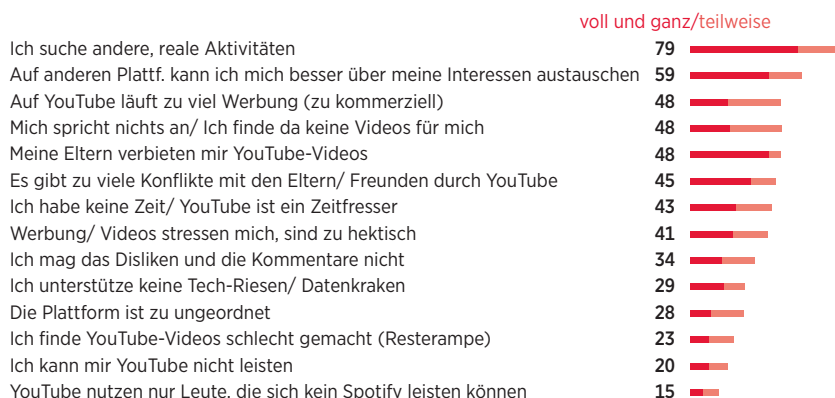 voll und ganz/teilweise
Ich suche andere, reale Aktivitäten 79
Auf anderen Plattf. kann ich mich besser über meine Interessen austauschen 59
Auf YouTube läuft zu viel Werbung (zu kommerziell) 48
Mich spricht nichts an/ Ich finde da keine Videos für mich 48
Meine Eltern verbieten mir YouTube-Videos 48
Es gibt zu viele Konflikte mit den Eltern/ Freunden durch YouTube 45
Ich habe keine Zeit/ YouTube ist ein Zeitfresser 43
Werbung/ Videos stressen mich, sind zu hektisch 41
Ich mag das Disliken und die Kommentare nicht 34
Ich unterstütze keine Tech-Riesen/ Datenkraken 29
Die Plattform ist zu ungeordnet 28
Ich finde YouTube-Videos schlecht gemacht (Resterampe) 23
Ich kann mir YouTube nicht leisten 20
YouTube nutzen nur Leute, die sich kein Spotify leisten können 15